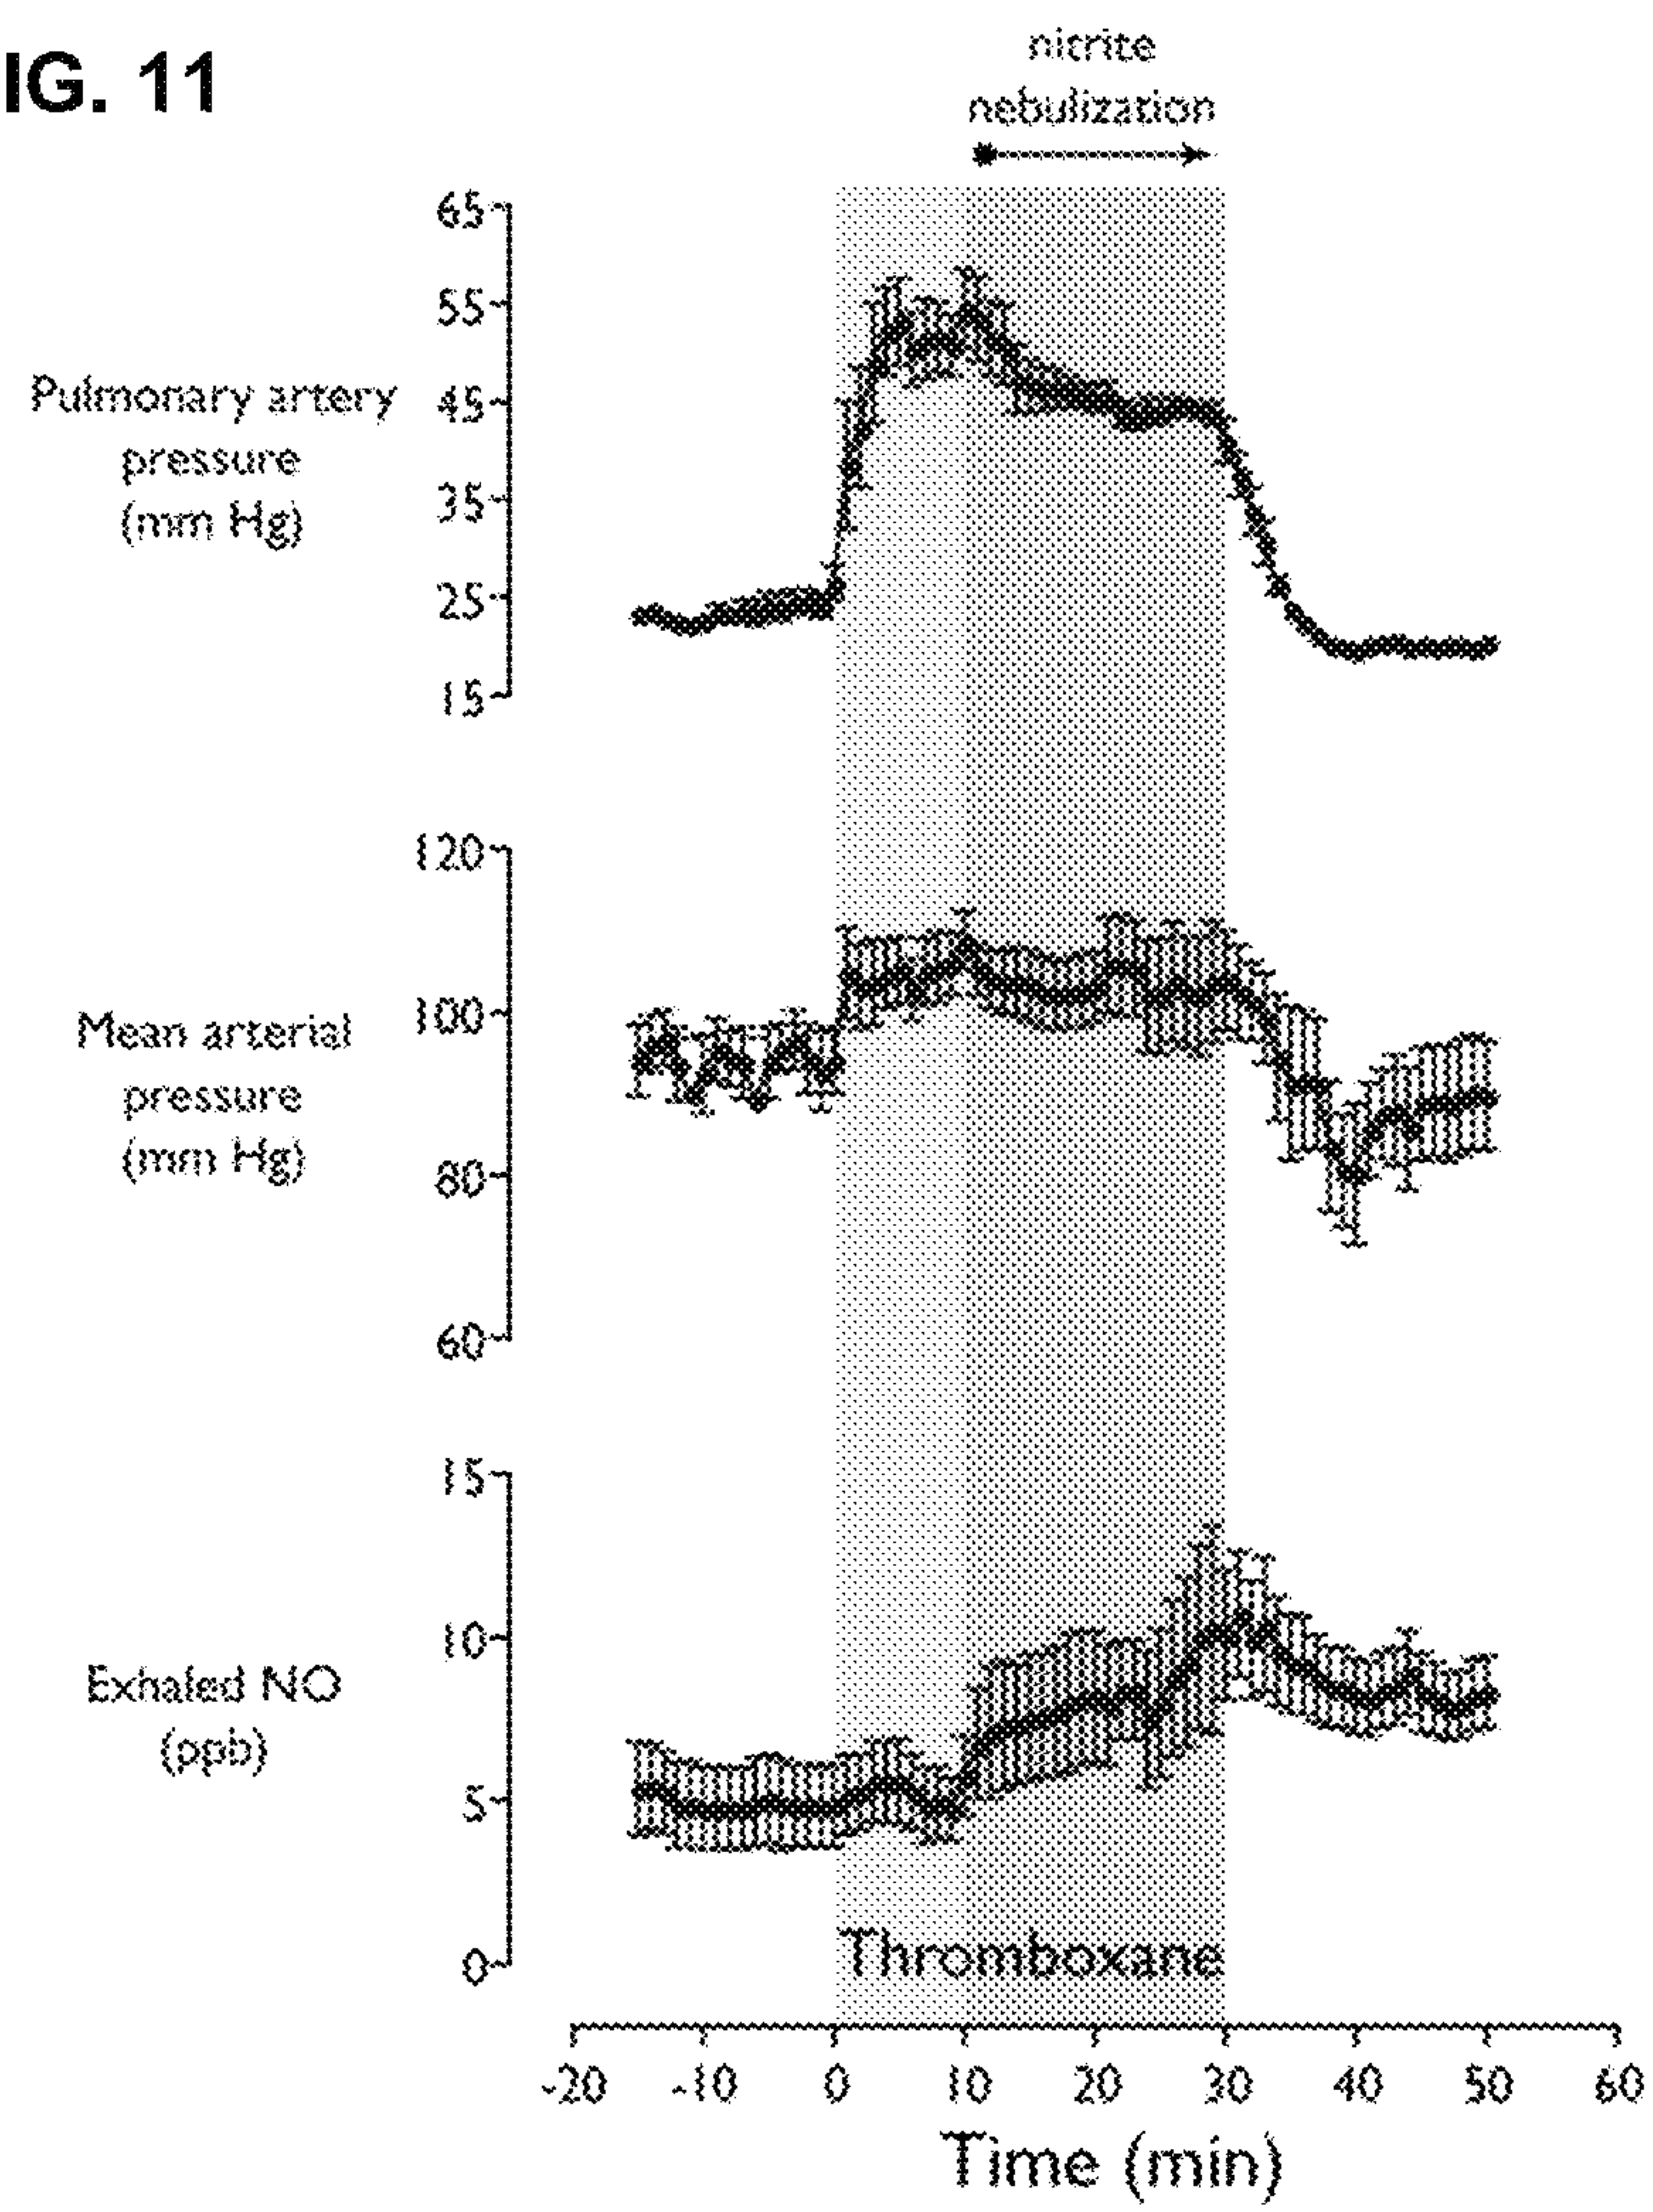 IG. 11
nitrite
nebulization
65
55
45
35
25
15
Pulmonary artery
pressure
(mm Hg)
120
100
80
60
Mean arterial
pressure
(mm Hg)
15
10
5
0
Exhaled NO
(ppb)
Thromboxane
-20 -10 0 10 20 30 40 50 60
Time (min)